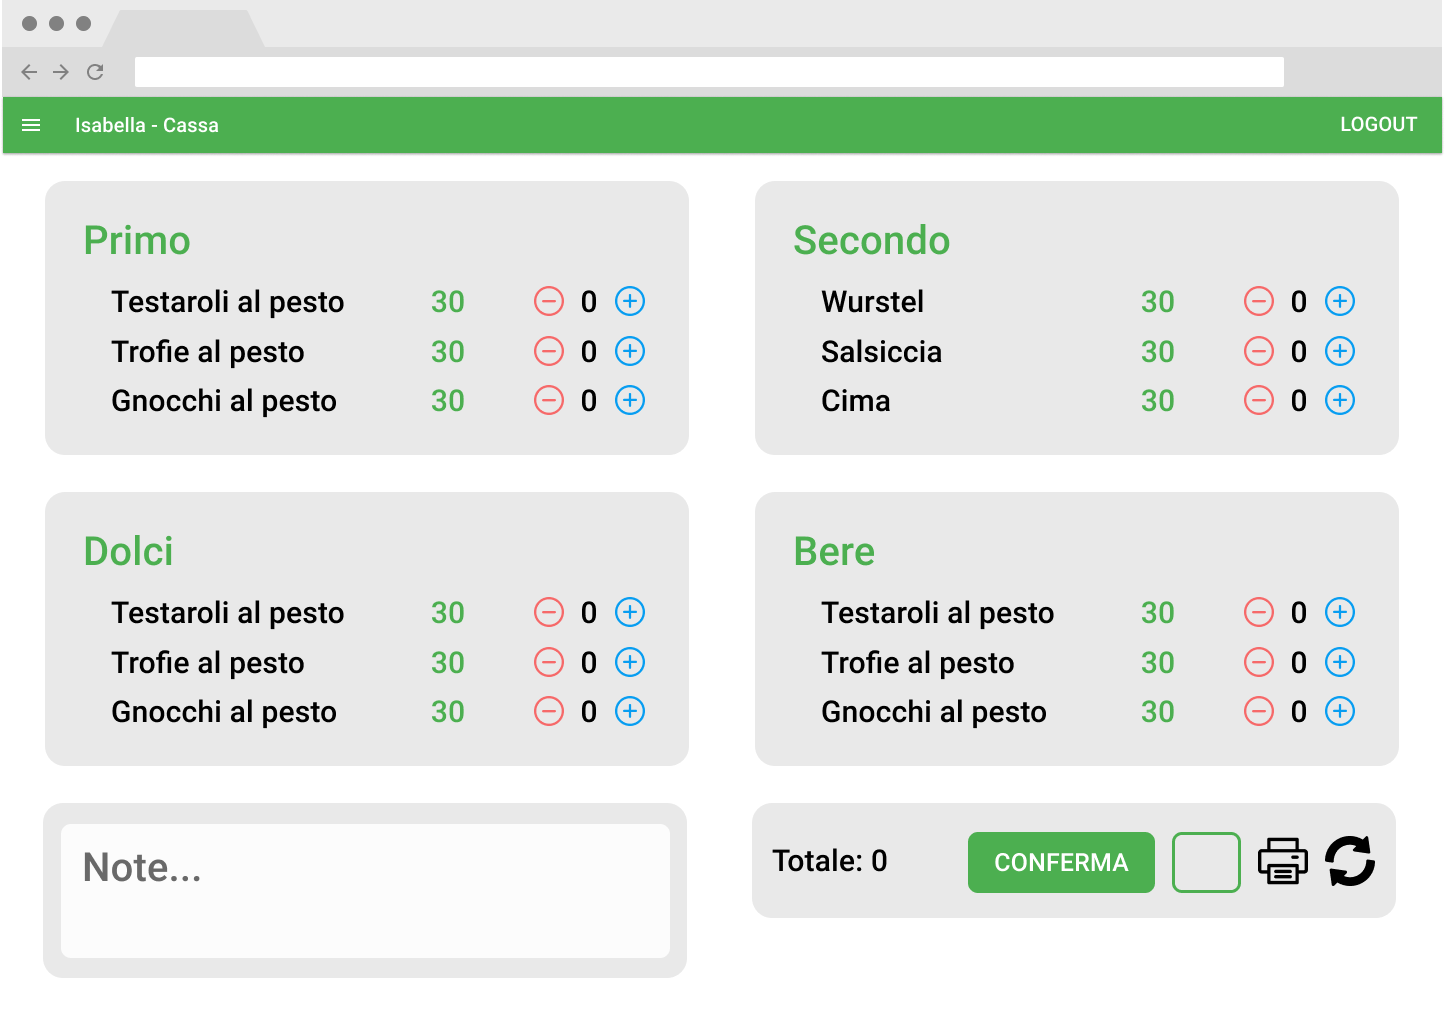 Isabella - Cassa
LOGOUT
Primo
Testaroli al pesto 30 0
Trofie al pesto 30 0
Gnocchi al pesto 30 0
Secondo
Wurstel 30 0
Salsiccia 30 0
Cima 30 0
Dolci
Testaroli al pesto 30 0
Trofie al pesto 30 0
Gnocchi al pesto 30 0
Bere
Testaroli al pesto 30 0
Trofie al pesto 30 0
Gnocchi al pesto 30 0
Note...
Totale: 0
CONFERMA